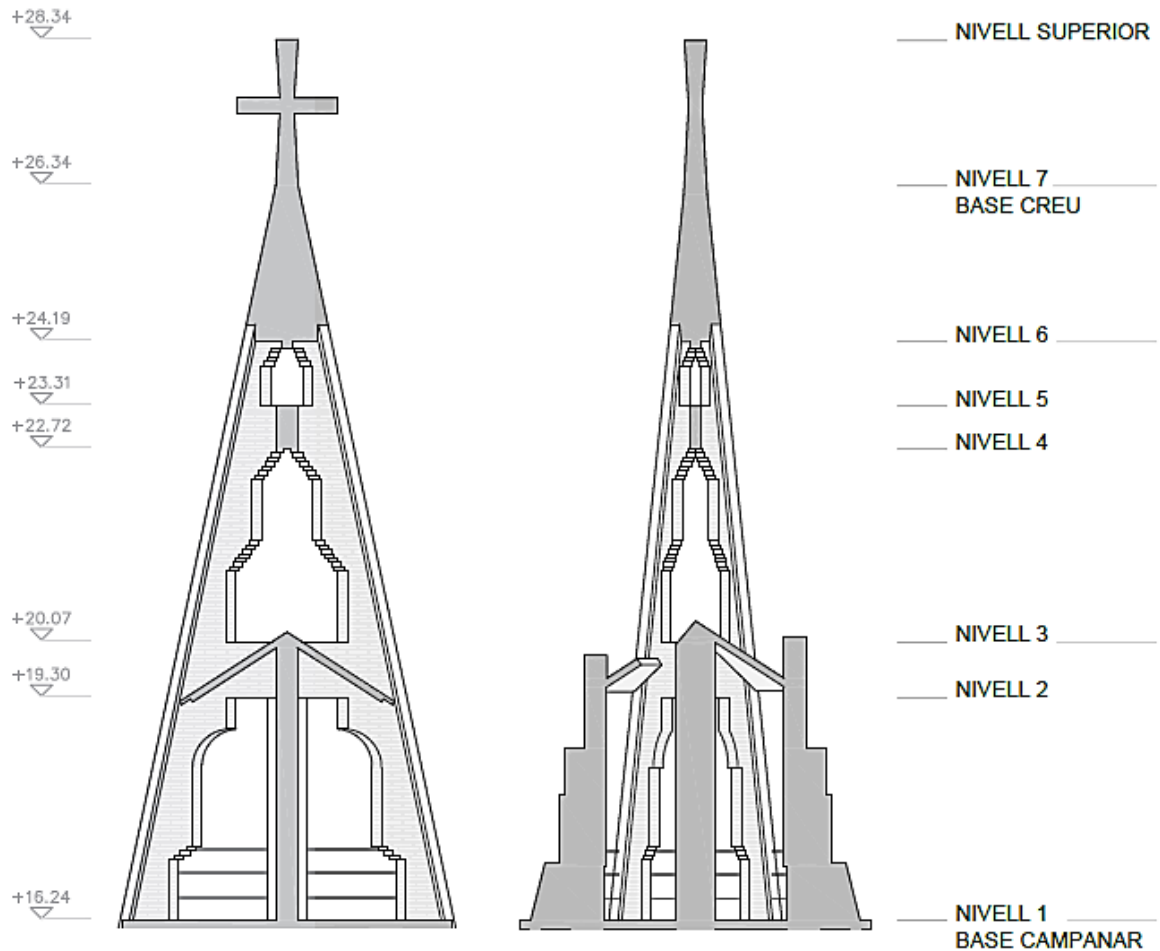 +28.34
NIVELL SUPERIOR
+26.34
NIVELL 7
BASE CREU
+24.19
NIVELL 6
+23.31
NIVELL 5
+22.72
NIVELL 4
+20.07
NIVELL 3
+19.30
NIVELL 2
+16.24
NIVELL 1
BASE CAMPANAR